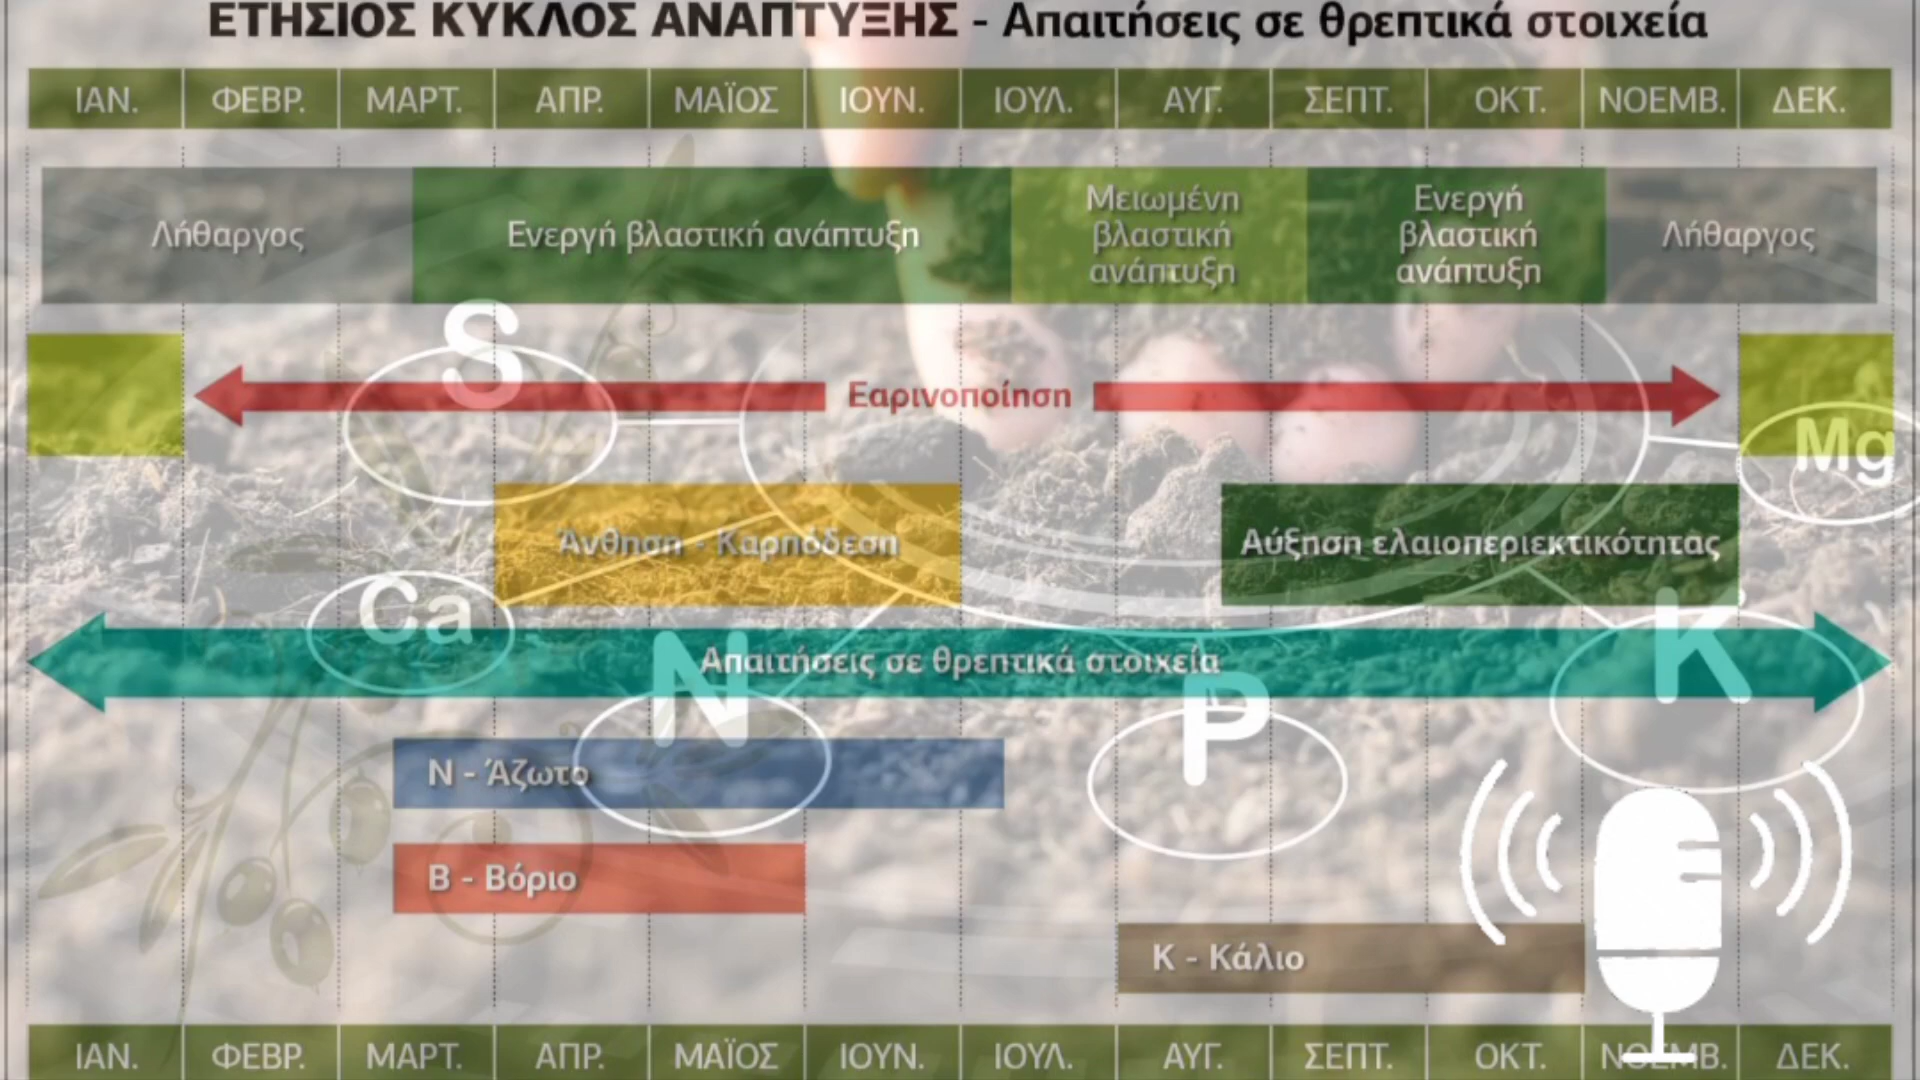 ΕΤΗΣΙΟΣ ΚΥΚΛΟΣ ΑΝΑΠΤΥΞΗΣ - Απαιτήσεις σε θρεπτικά στοιχεία
ΙΑΝ. ΦΕΒΡ. ΜΑΡΤ. ΑΠΡ. ΜΑΪΟΣ ΙΟΥΝ. ΙΟΥΛ. ΑΥΓ. ΣΕΠΤ. ΟΚΤ. ΝΟΕΜΒ. ΔΕΚ.
Λήθαργος
Ενεργή βλαστική ανάπτυξη
Μειωμένη
βλαστική
ανάπτυξη
Ενεργή
βλαστική
ανάπτυξη
Λήθαργος
S
Εαρινοποίηση
Mg
Άνθηση - Καρπόδεση
Αύξηση ελαιοπεριεκτικότητας
Ca
N
Απαιτήσεις σε θρεπτικά στοιχεία
P
K
Ν - Άζωτο
Β - Βόριο
Κ - Κάλιο
ΙΑΝ. ΦΕΒΡ. ΜΑΡΤ. ΑΠΡ. ΜΑΪΟΣ ΙΟΥΝ. ΙΟΥΛ. ΑΥΓ. ΣΕΠΤ. ΟΚΤ. ΝΟΕΜΒ. ΔΕΚ.